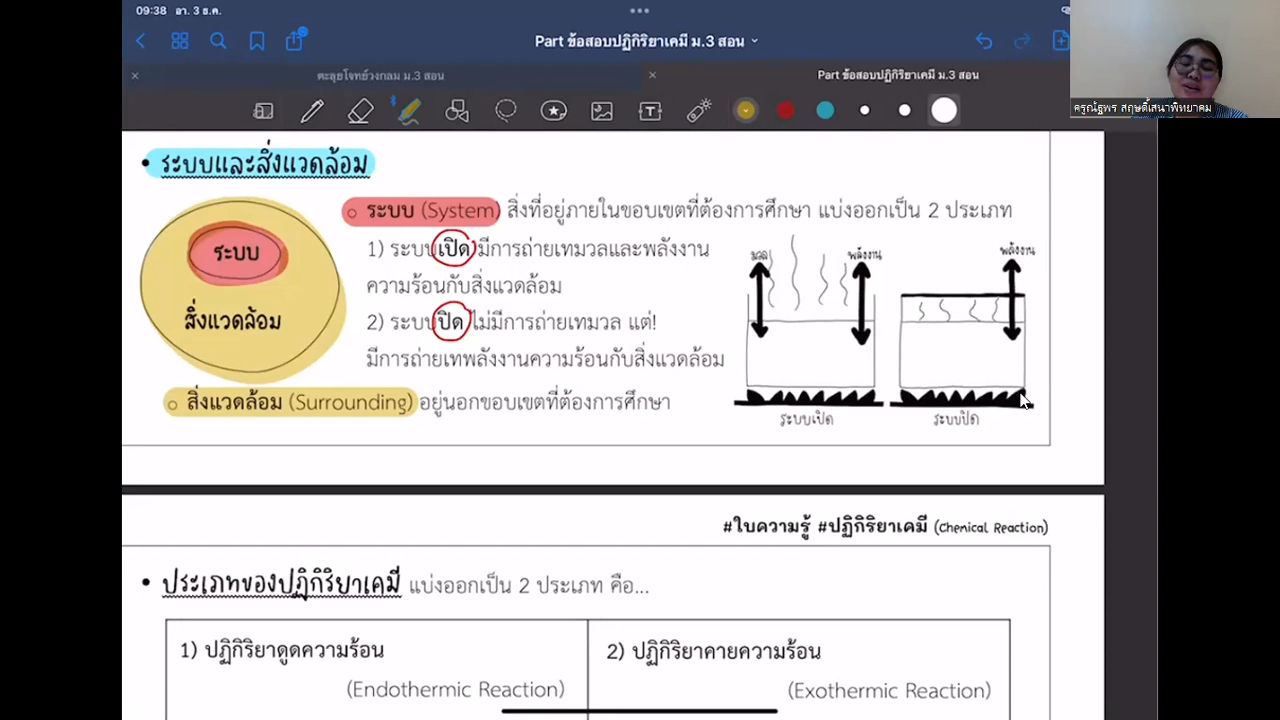 09:38 อา. 3 ธ.ค.
Part ข้อสอบปฏิกิริยาเคมี ม.3 สอน
ตะลุยโจทย์วงกลม ม.3 สอน
Part ข้อสอบปฏิกิริยาเคมี ม.3 สอน
ครูณัฐพร สฤษดิ์เสนาพิทยาคม
• ระบบและสิ่งแวดล้อม
ระบบ
สิ่งแวดล้อม
ระบบ (System) สิ่งที่อยู่ภายในขอบเขตที่ต้องการศึกษา แบ่งออกเป็น 2 ประเภท
1) ระบบเปิด มีการถ่ายเทมวลและพลังงาน
ความร้อนกับสิ่งแวดล้อม
2) ระบบปิด ไม่มีการถ่ายเทมวล แต่!
มีการถ่ายเทพลังงานความร้อนกับสิ่งแวดล้อม
มวล
พลังงาน
พลังงาน
ระบบเปิด
ระบบปิด
สิ่งแวดล้อม (Surrounding) อยู่นอกขอบเขตที่ต้องการศึกษา
#ใบความรู้ #ปฏิกิริยาเคมี (Chemical Reaction)
• ประเภทของปฏิกิริยาเคมี แบ่งออกเป็น 2 ประเภท คือ...
1) ปฏิกิริยาดูดความร้อน
(Endothermic Reaction)
2) ปฏิกิริยาคายความร้อน
(Exothermic Reaction)